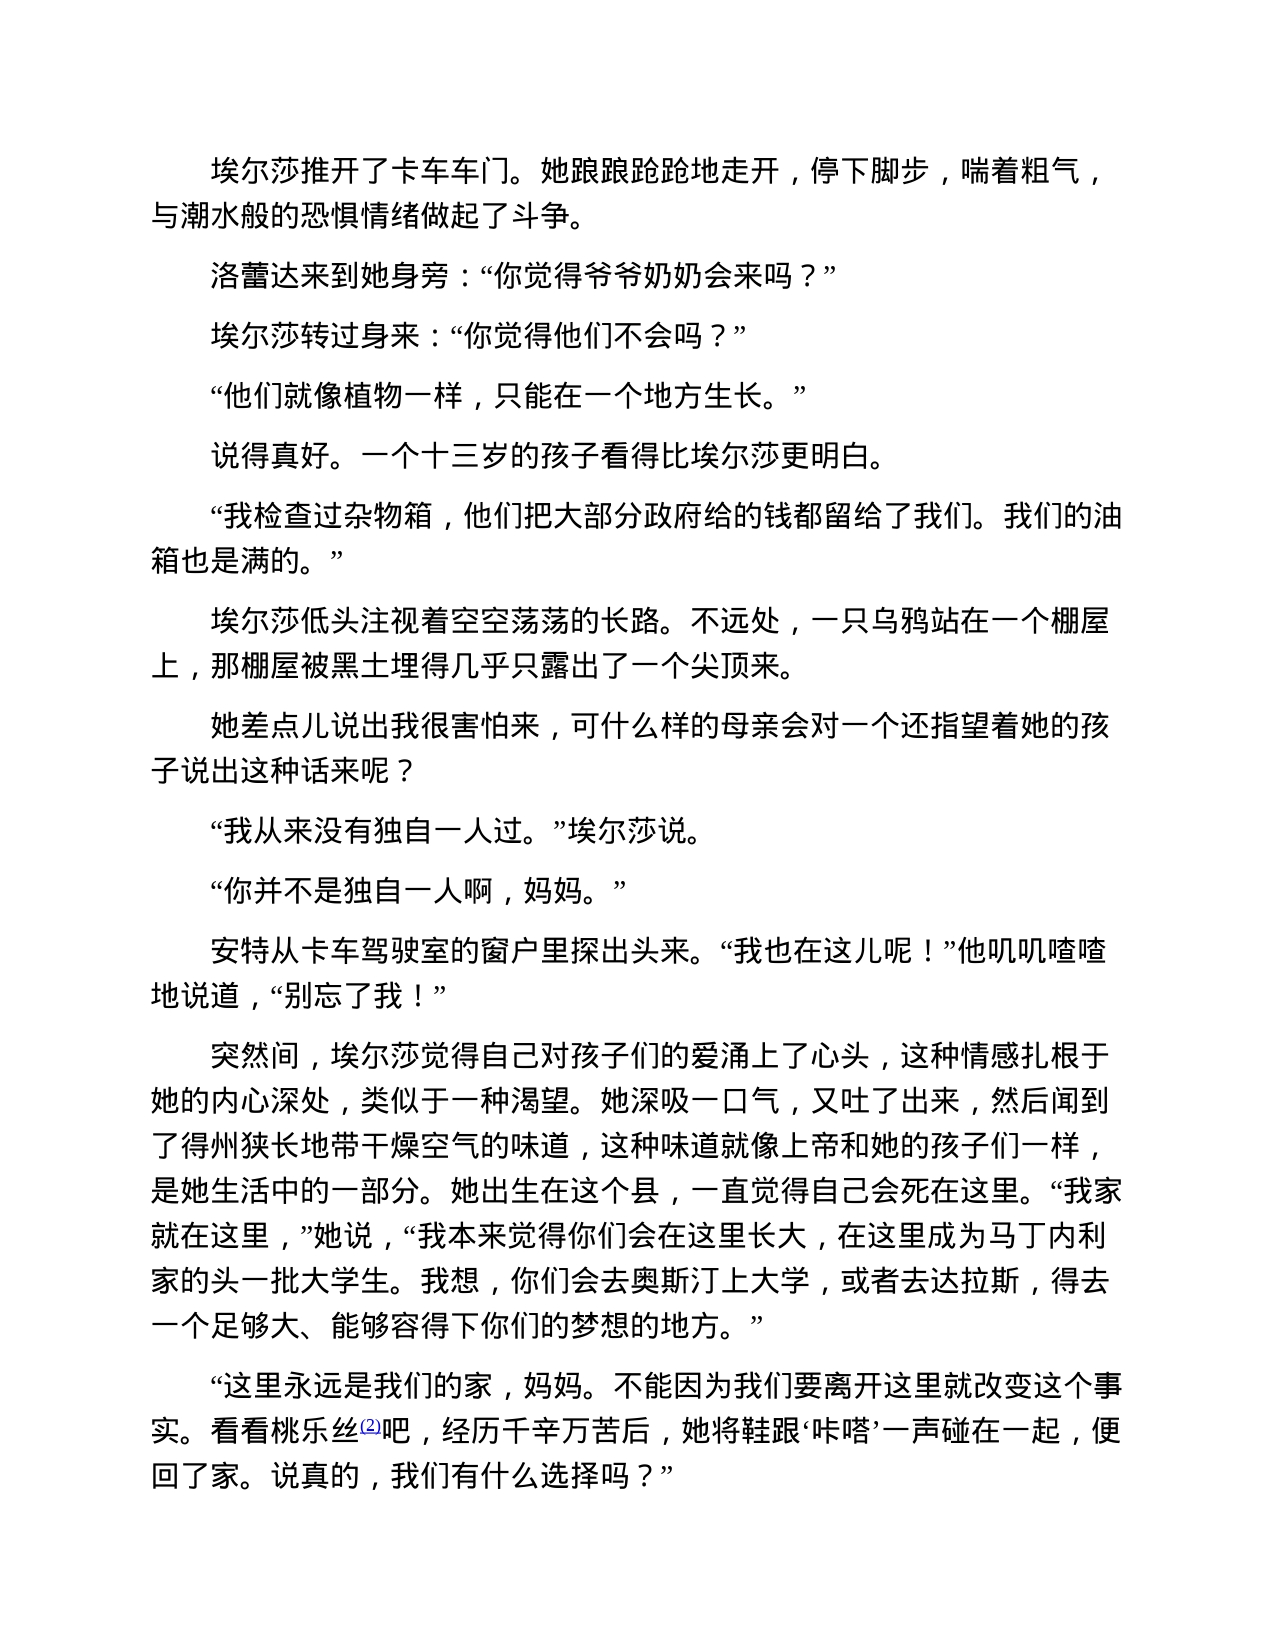 埃尔莎推开了卡车车门。她踉踉跄跄地走开，停下脚步，喘着粗气，
与潮水般的恐惧情绪做起了斗争。
洛蕾达来到她身旁：“你觉得爷爷奶奶会来吗？”
埃尔莎转过身来：“你觉得他们不会吗？”
“他们就像植物一样，只能在一个地方生长。”
说得真好。一个十三岁的孩子看得比埃尔莎更明白。
“我检查过杂物箱，他们把大部分政府给的钱都留给了我们。我们的油
箱也是满的。”
埃尔莎低头注视着空空荡荡的长路。不远处，一只乌鸦站在一个棚屋
上，那棚屋被黑土埋得几乎只露出了一个尖顶来。
她差点儿说出我很害怕来，可什么样的母亲会对一个还指望着她的孩
子说出这种话来呢？
“我从来没有独自一人过。”埃尔莎说。
“你并不是独自一人啊，妈妈。”
安特从卡车驾驶室的窗户里探出头来。“我也在这儿呢！”他叽叽喳喳
地说道，“别忘了我！”
突然间，埃尔莎觉得自己对孩子们的爱涌上了心头，这种情感扎根于
她的内心深处，类似于一种渴望。她深吸一口气，又吐了出来，然后闻到
了得州狭长地带干燥空气的味道，这种味道就像上帝和她的孩子们一样，
是她生活中的一部分。她出生在这个县，一直觉得自己会死在这里。“我家
就在这里，”她说，“我本来觉得你们会在这里长大，在这里成为马丁内利
家的头一批大学生。我想，你们会去奥斯汀上大学，或者去达拉斯，得去
一个足够大、能够容得下你们的梦想的地方。”
“这里永远是我们的家，妈妈。不能因为我们要离开这里就改变这个事
实。看看桃乐丝(2)吧，经历千辛万苦后，她将鞋跟‘咔嗒’一声碰在一起，便
回了家。说真的，我们有什么选择吗？”